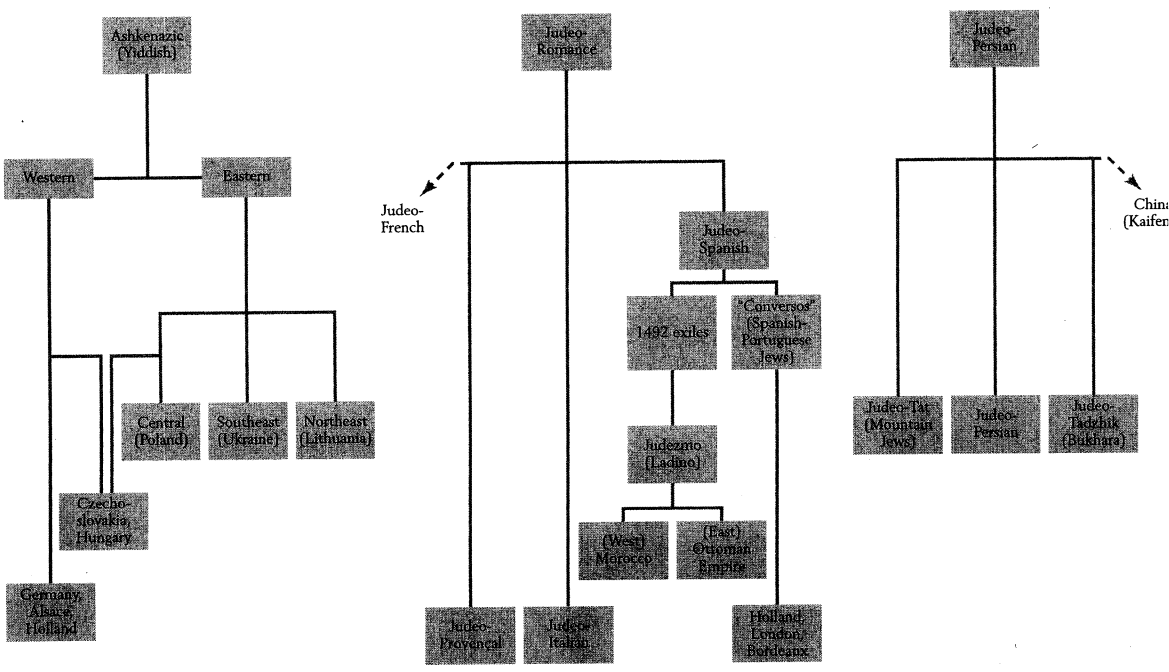 Ashkenazic
(Yiddish)
Western
Eastern
Central
(Poland)
Southeast
(Ukraine)
Northeast
(Lithuania)
Czecho-
slovakia,
Hungary
Germany,
Alsace,
Holland
Judeo-
Romance
Judeo-
French
Judeo-
Spanish
1492 exiles
"Conversos"
(Spanish-
Portuguese
Jews)
Judezmo
(Ladino)
(West)
Morocco
(East)
Ottoman
Empire
Judeo-
Provençal
Judeo-
Italian
Holland,
London,
Bordeaux
Judeo-
Persian
China
(Kaifen
Judeo-Tat
(Mountain
Jews)
Judeo-
Persian
Judeo-
Tadzhik
(Bukhara)